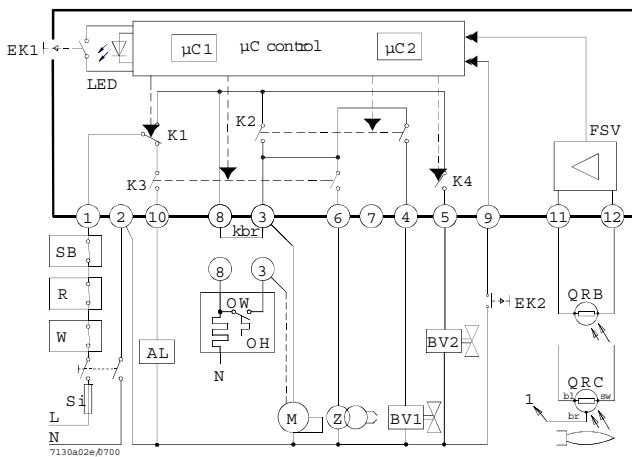 EK1
LED
µC1
µC control
µC2
FSV
K1
K2
K3
K4
1 2 10 8 3 6 7 4 5 9 11 12
kbr
SB
R
W
Si
L
N
AL
8
3
OW
OH
N
M
Z
BV1
BV2
EK2
QRB
QRC
bl
sw
br
1
7130a02e/0700